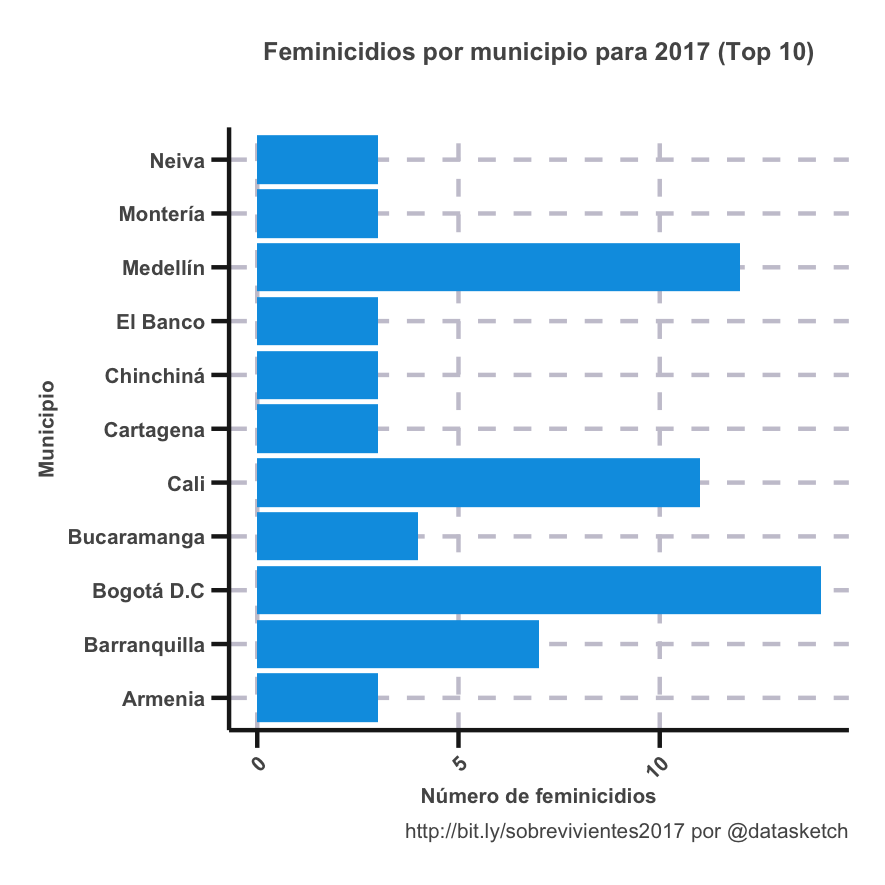 Feminicidios por municipio para 2017 (Top 10)
Neiva
Montería
Medellín
El Banco
Chinchiná
Cartagena
Cali
Bucaramanga
Bogotá D.C
Barranquilla
Armenia
Municipio
0
5
10
Número de feminicidios
http://bit.ly/sobrevivientes2017 por @datasketch